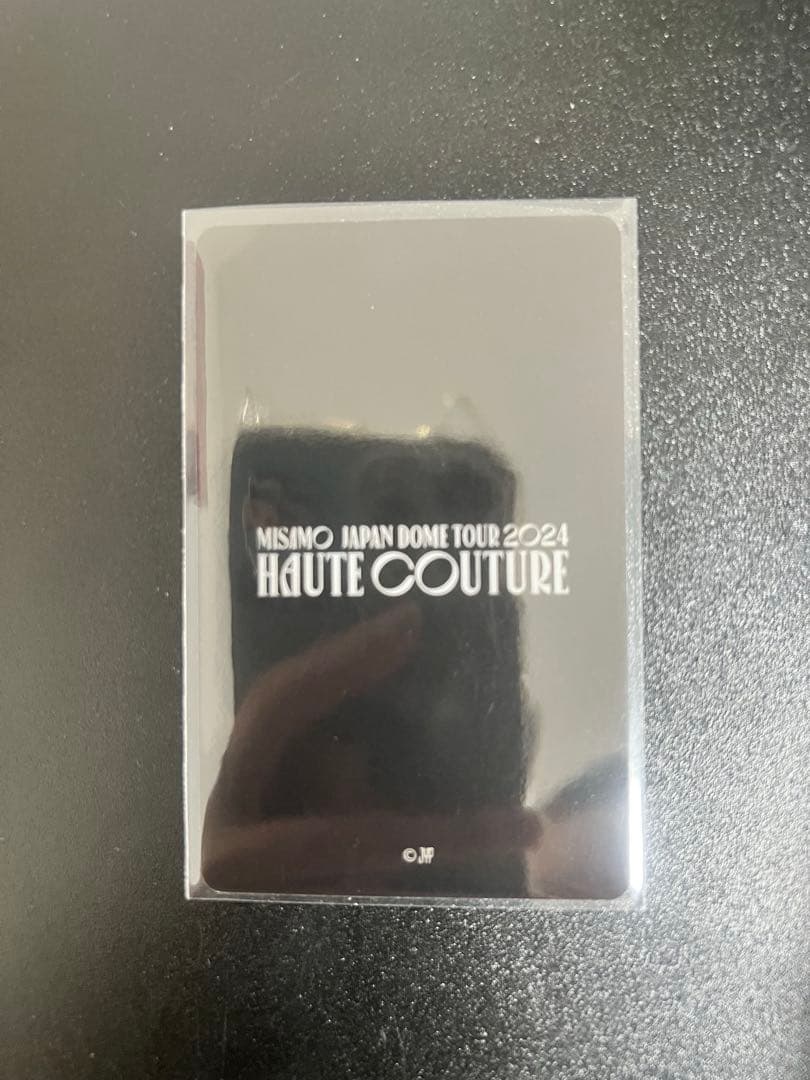 MISAMO JAPAN DOME TOUR 2024
HAUTE COUTURE
© JYP